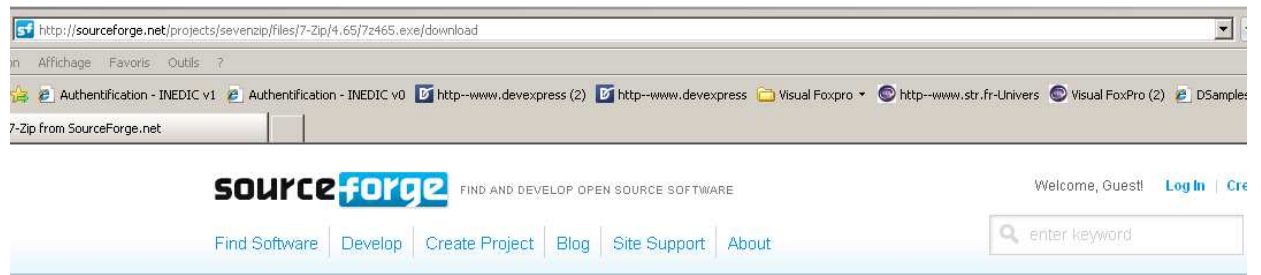 http://sourceforge.net/projects/sevenzip/files/7-Zip/4.65/7z465.exe/download
on Affichage Favoris Outils ?
Authentification - INEDIC v1 Authentification - INEDIC v0 http--www.devexpress (2) http--www.devexpress Visual Foxpro http--www.str.fr-Univers Visual FoxPro (2) DSamples
7-Zip from SourceForge.net
sourceforge FIND AND DEVELOP OPEN SOURCE SOFTWARE Welcome, Guest! Log In | Cre
Find Software Develop Create Project Blog Site Support About enter keyword